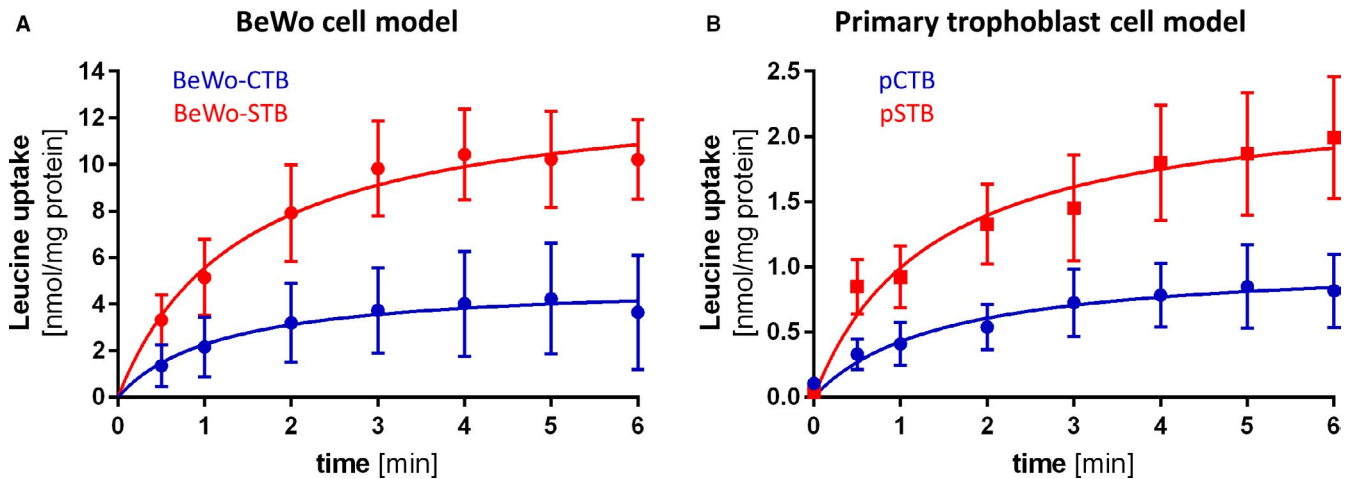 A
BeWo cell model
BeWo-CTB
BeWo-STB
Leucine uptake
[nmol/mg protein]
14
12
10
8
6
4
2
0
0 1 2 3 4 5 6
time [min]
B
Primary trophoblast cell model
pCTB
pSTB
Leucine uptake
[nmol/mg protein]
2.5
2.0
1.5
1.0
0.5
0.0
0 1 2 3 4 5 6
time [min]